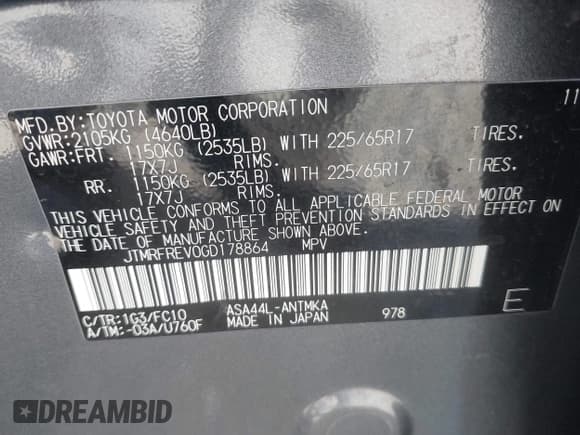 MFD.BY:TOYOTA MOTOR CORPORATION 11
GVWR:2105KG (4640LB)
GAWR:FRT. 1150KG (2535LB) WITH 225/65R17 TIRES.
17X7J RIMS.
RR. 1150KG (2535LB) WITH 225/65R17 TIRES.
17X7J RIMS.
THIS VEHICLE CONFORMS TO ALL APPLICABLE FEDERAL MOTOR
VEHICLE SAFETY AND THEFT PREVENTION STANDARDS IN EFFECT ON
THE DATE OF MANUFACTURE SHOWN ABOVE.
JTMRFREV0GD178864 MPV
C/TR:1G3/FC10 ASA44L-ANTMKA
A/TM:-03A/U760F MADE IN JAPAN 978 E
DREAMBID